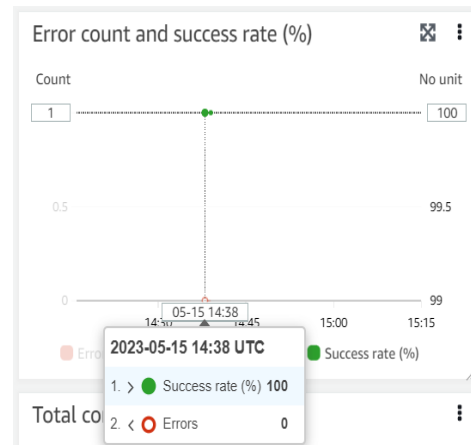 Error count and success rate (%)
Count
No unit
1
100
0.5
99.5
0
99
05-15 14:38
14:30
14:45
15:00
15:15
Erro
Success rate (%)
2023-05-15 14:38 UTC
1. > Success rate (%) 100
2. < Errors 0
Total co